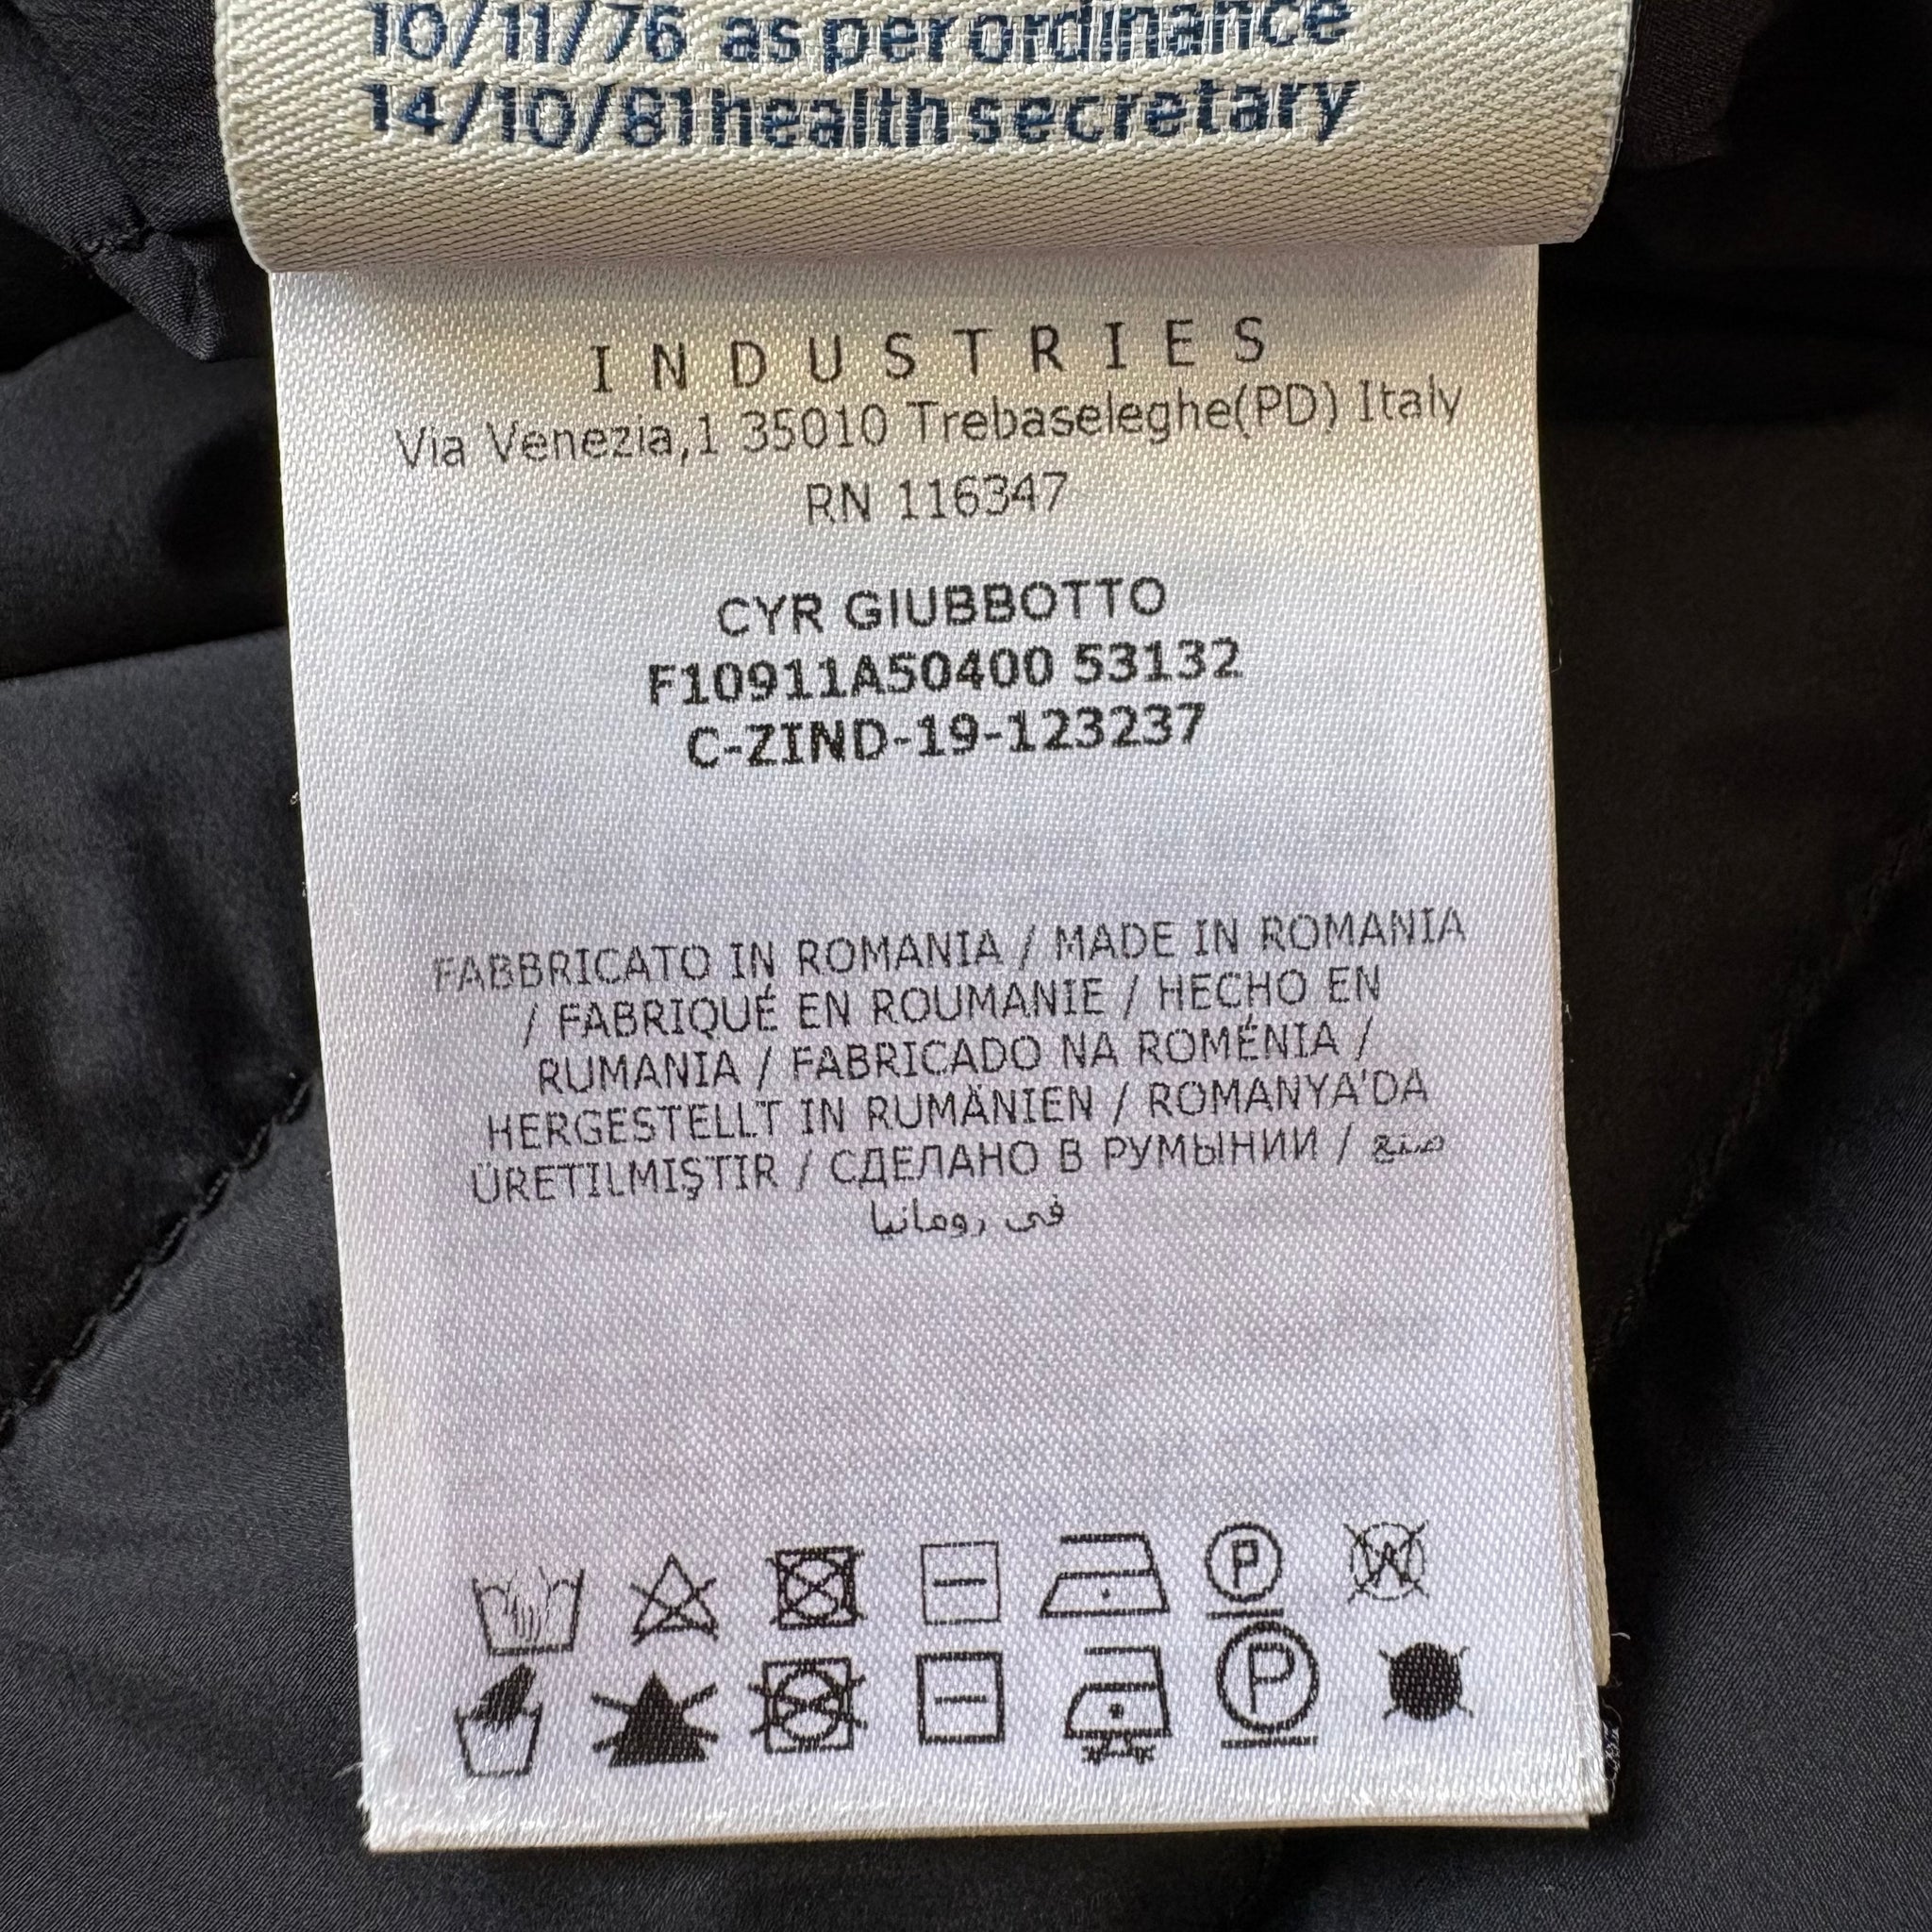 10/11/76 as per ordinance
14/10/81 health secretary
INDUSTRIES
Via Venezia,1 35010 Trebaseleghe(PD) Italy
RN 116347
CYR GIUBBOTTO
F10911A50400 53132
C-ZIND-19-123237
FABBRICATO IN ROMANIA / MADE IN ROMANIA
/ FABRIQUÉ EN ROUMANIE / HECHO EN
RUMANIA / FABRICADO NA ROMÉNIA /
HERGESTELLT IN RUMÄNIEN / ROMANYA'DA
ÜRETILMIŞTIR / СДЕЛАНО В РУМЫНИИ / صنع
في رومانيا
P W
P